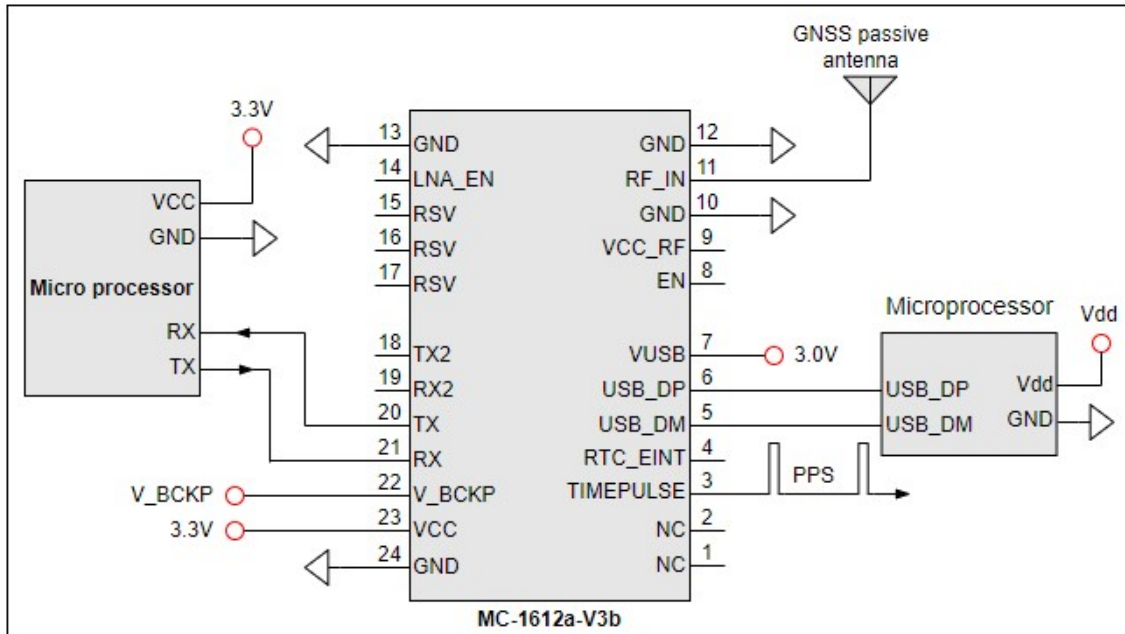 GNSS passive
antenna
3.3V
VCC
GND
Micro processor
RX
TX
13 GND
14 LNA_EN
15 RSV
16 RSV
17 RSV
18 TX2
19 RX2
20 TX
21 RX
V_BCKP 22 V_BCKP
3.3V 23 VCC
24 GND
GND 12
RF_IN 11
GND 10
VCC_RF 9
EN 8
VUSB 7 3.0V
USB_DP 6
USB_DM 5
RTC_EINT 4
TIMEPULSE 3 PPS
NC 2
NC 1
Microprocessor
Vdd
USB_DP
Vdd
USB_DM
GND
MC-1612a-V3b